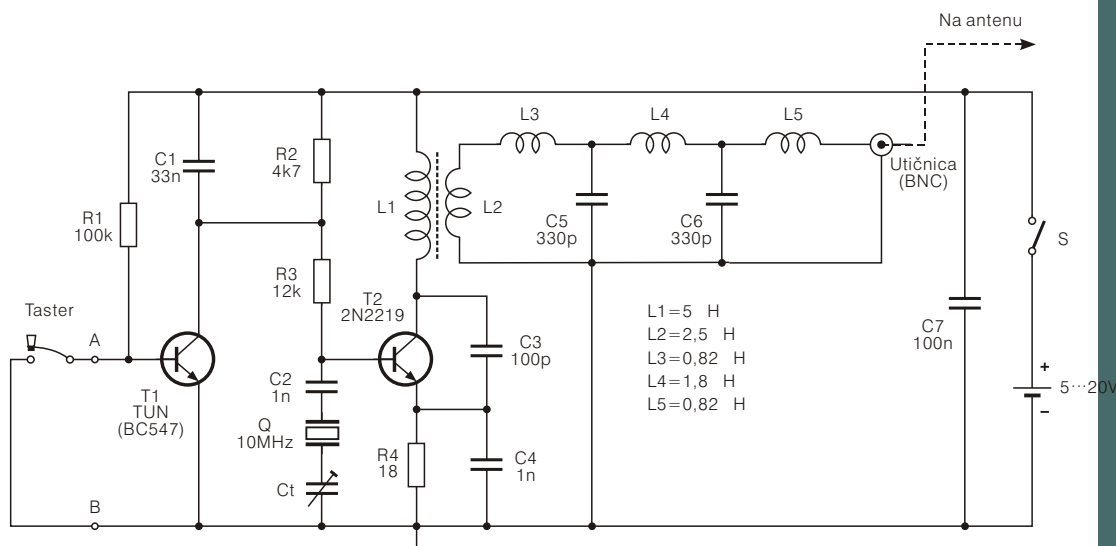 Na antenu
L3
L4
L5
C1
33n
R2
4k7
Utičnica
(BNC)
L1
L2
R1
100k
C5
330p
C6
330p
S
R3
12k
T2
2N2219
Taster
A
L1=5 H
L2=2,5 H
L3=0,82 H
L4=1,8 H
L5=0,82 H
C7
100n
C3
100p
+
5···20V
−
T1
TUN
(BC547)
C2
1n
Q
10MHz
R4
18
C4
1n
Ct
B